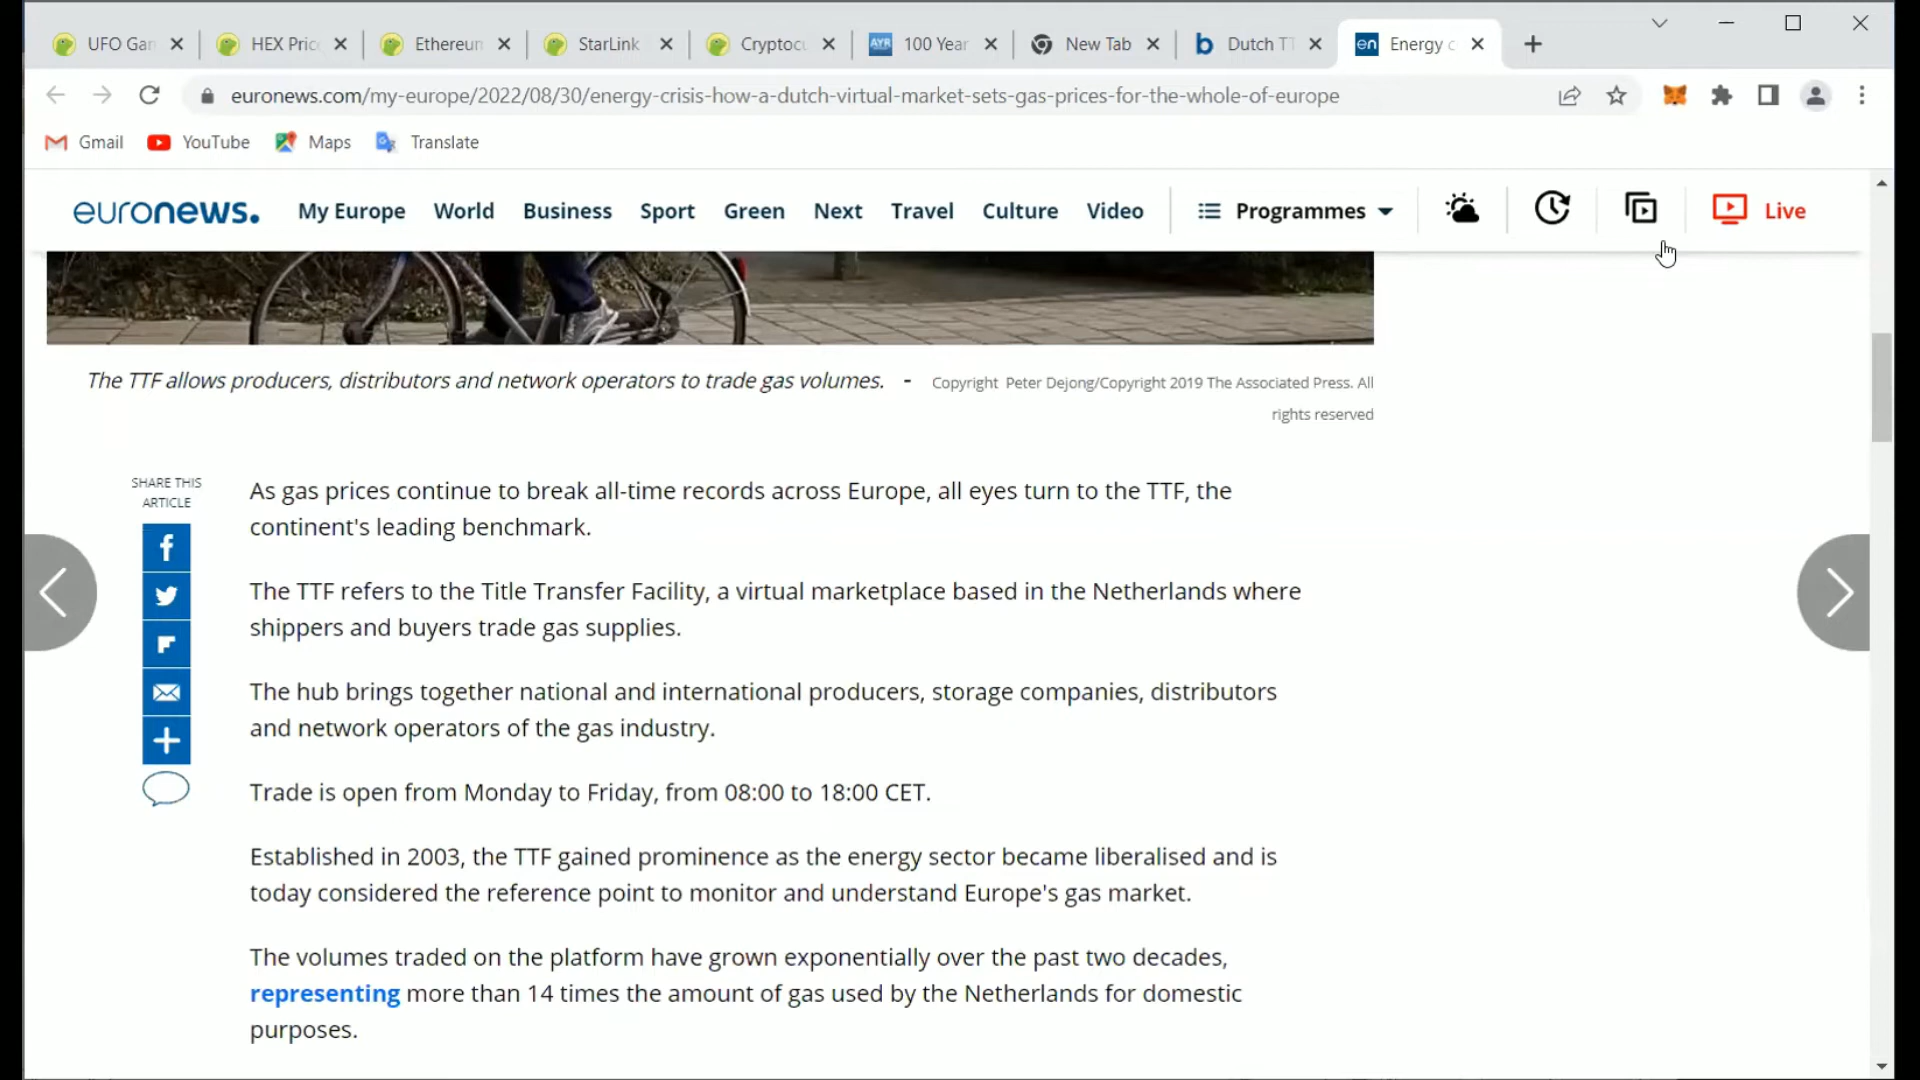 UFO Gar
HEX Pric
Ethereun
StarLink
Cryptocu
AYR 100 Year
New Tab
b Dutch TT
en Energy c
euronews.com/my-europe/2022/08/30/energy-crisis-how-a-dutch-virtual-market-sets-gas-prices-for-the-whole-of-europe
Gmail YouTube Maps Translate
euronews. My Europe World Business Sport Green Next Travel Culture Video Programmes Live
The TTF allows producers, distributors and network operators to trade gas volumes. - Copyright Peter Dejong/Copyright 2019 The Associated Press. All
rights reserved
SHARE THIS
ARTICLE
As gas prices continue to break all-time records across Europe, all eyes turn to the TTF, the
continent's leading benchmark.
The TTF refers to the Title Transfer Facility, a virtual marketplace based in the Netherlands where
shippers and buyers trade gas supplies.
The hub brings together national and international producers, storage companies, distributors
and network operators of the gas industry.
Trade is open from Monday to Friday, from 08:00 to 18:00 CET.
Established in 2003, the TTF gained prominence as the energy sector became liberalised and is
today considered the reference point to monitor and understand Europe's gas market.
The volumes traded on the platform have grown exponentially over the past two decades,
representing more than 14 times the amount of gas used by the Netherlands for domestic
purposes.